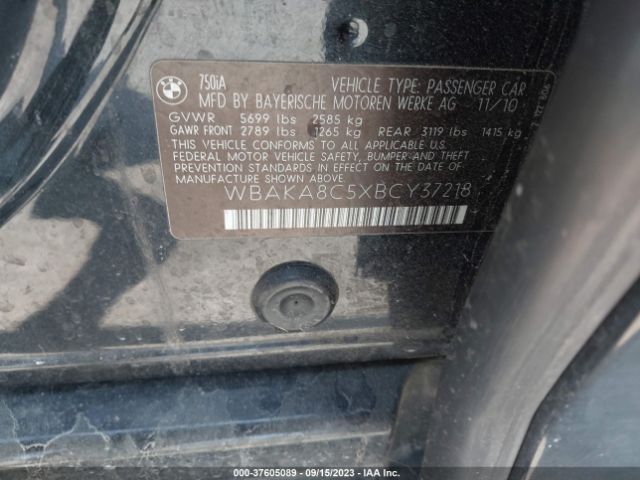 BMW
750iA VEHICLE TYPE: PASSENGER CAR
MFD BY BAYERISCHE MOTOREN WERKE AG 11/10
GVWR 5699 lbs 2585 kg
GAWR FRONT 2789 lbs 1265 kg REAR 3119 lbs 1415 kg
THIS VEHICLE CONFORMS TO ALL APPLICABLE U.S.
FEDERAL MOTOR VEHICLE SAFETY, BUMPER AND THEFT
PREVENTION STANDARDS IN EFFECT ON THE DATE
OF MANUFACTURE SHOWN ABOVE.
WBAKA8C5XBCY37218
000-37605089 - 09/15/2023 - IAA Inc.